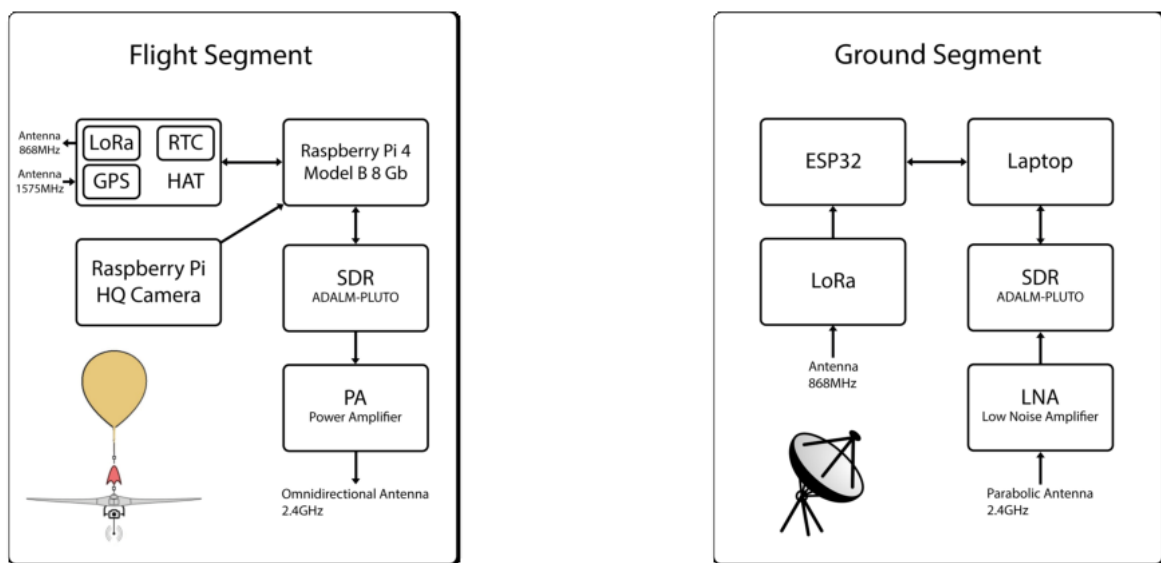 Flight Segment
Antenna
868MHz
LoRa
RTC
Antenna
1575MHz
GPS
HAT
Raspberry Pi 4
Model B 8 Gb
Raspberry Pi
HQ Camera
SDR
ADALM-PLUTO
PA
Power Amplifier
Omnidirectional Antenna
2.4GHz
Ground Segment
ESP32
Laptop
LoRa
SDR
ADALM-PLUTO
Antenna
868MHz
LNA
Low Noise Amplifier
Parabolic Antenna
2.4GHz